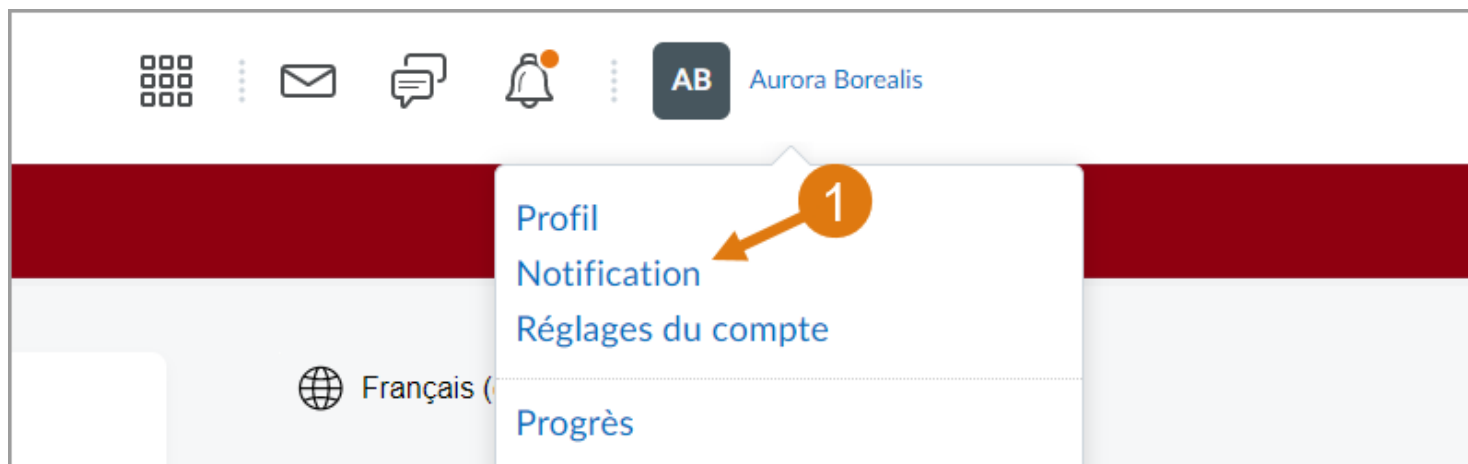 AB Aurora Borealis
1
Profil
Notification
Réglages du compte
Français (
Progrès